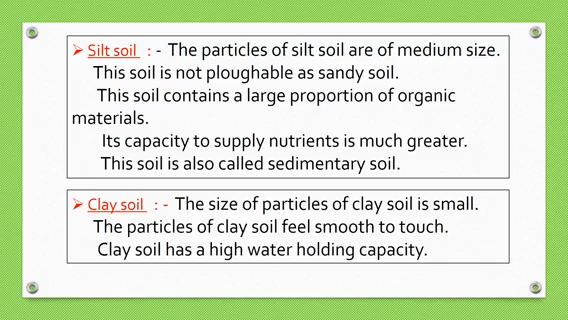 ➢ Silt soil : - The particles of silt soil are of medium size.
This soil is not ploughable as sandy soil.
This soil contains a large proportion of organic
materials.
Its capacity to supply nutrients is much greater.
This soil is also called sedimentary soil.
➢ Clay soil : - The size of particles of clay soil is small.
The particles of clay soil feel smooth to touch.
Clay soil has a high water holding capacity.